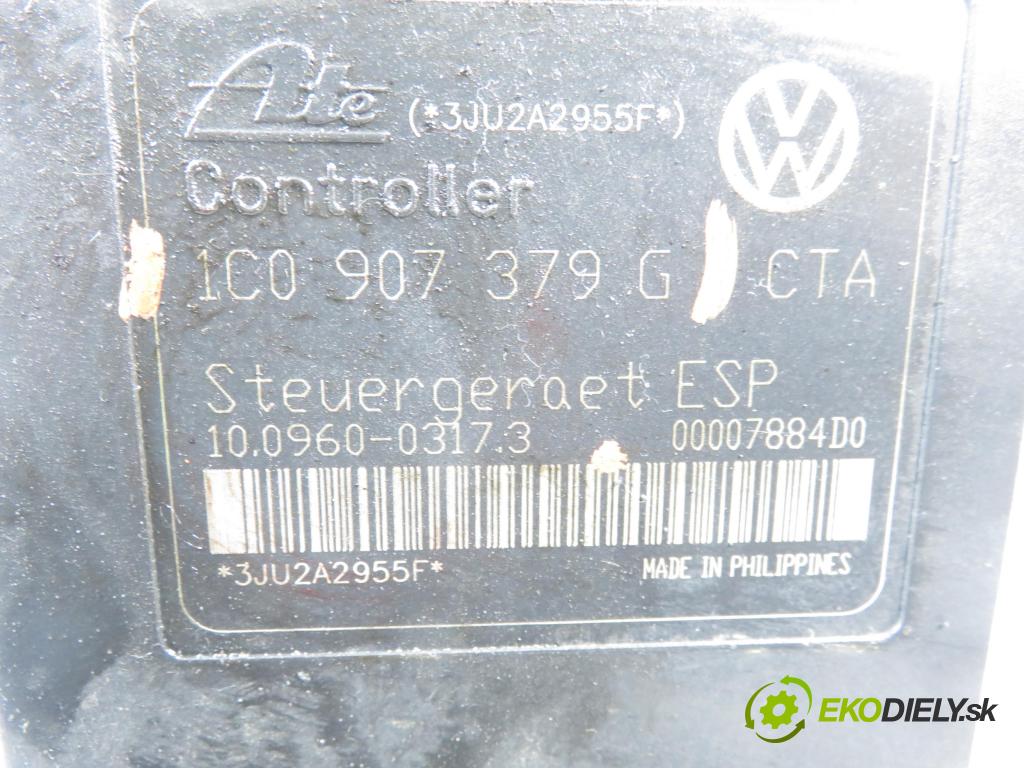 Ate (*3JU2A2955F*)
Controller
1C0 907 379 G CTA
Steuergeraet ESP
10.0960-0317.3 00007884D0
*3JU2A2955F* MADE IN PHILIPPINES
EKODIELY.sk